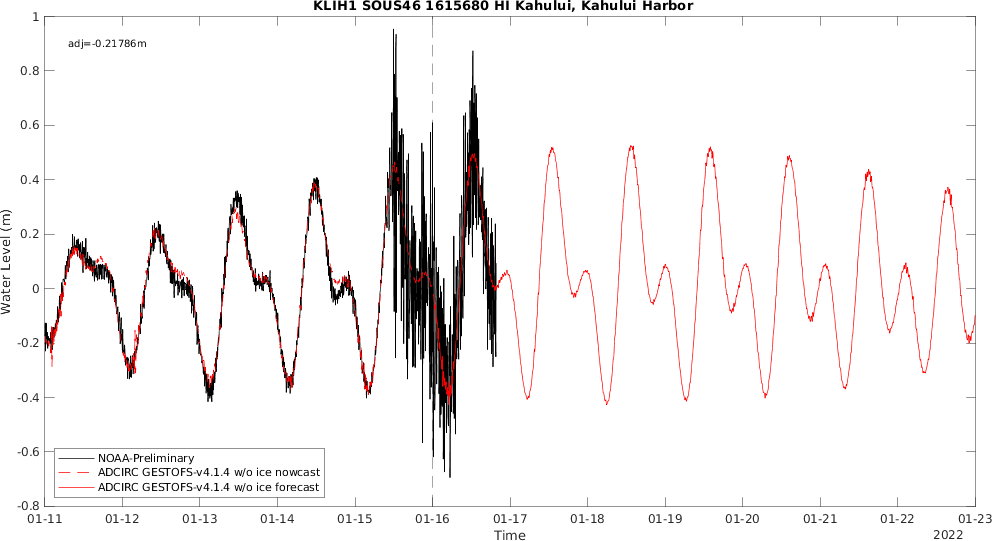 KLIH1 SOUS46 1615680 HI Kahului, Kahului Harbor
adj=-0.21786m
Water Level (m)
1
0.8
0.6
0.4
0.2
0
-0.2
-0.4
-0.6
-0.8
NOAA-Preliminary
ADCIRC GESTOFS-v4.1.4 w/o ice nowcast
ADCIRC GESTOFS-v4.1.4 w/o ice forecast
01-11 01-12 01-13 01-14 01-15 01-16 01-17 01-18 01-19 01-20 01-21 01-22 01-23
Time
2022